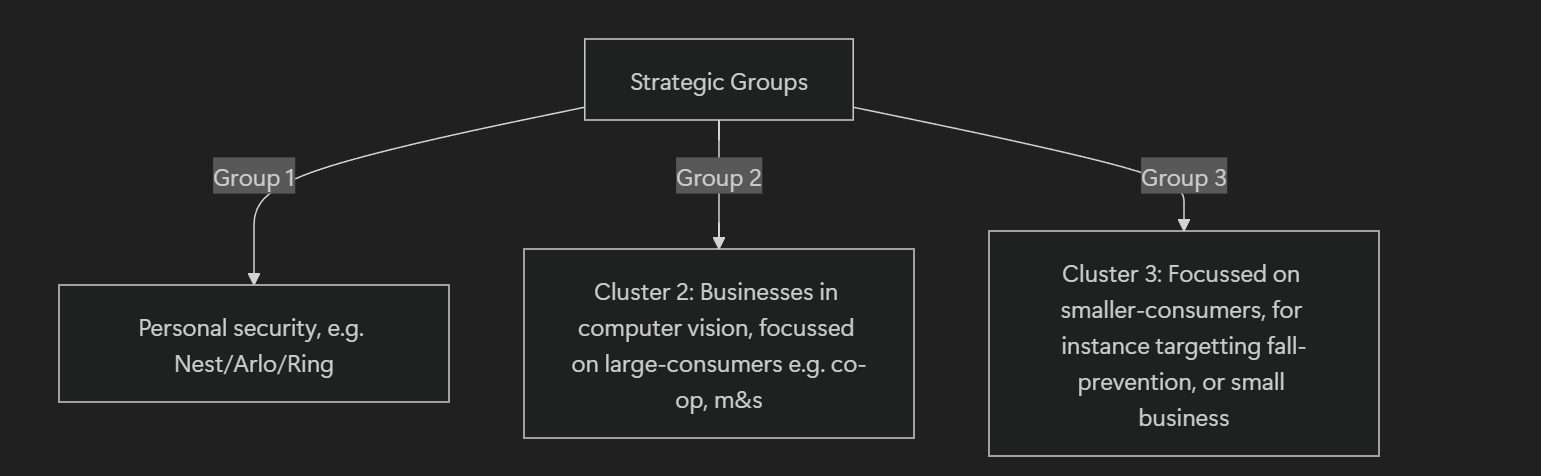 Strategic Groups
Group 1
Group 2
Group 3
Personal security, e.g.
Nest/Arlo/Ring
Cluster 2: Businesses in
computer vision, focussed
on large-consumers e.g. co-
op, m&s
Cluster 3: Focussed on
smaller-consumers, for
instance targetting fall-
prevention, or small
business